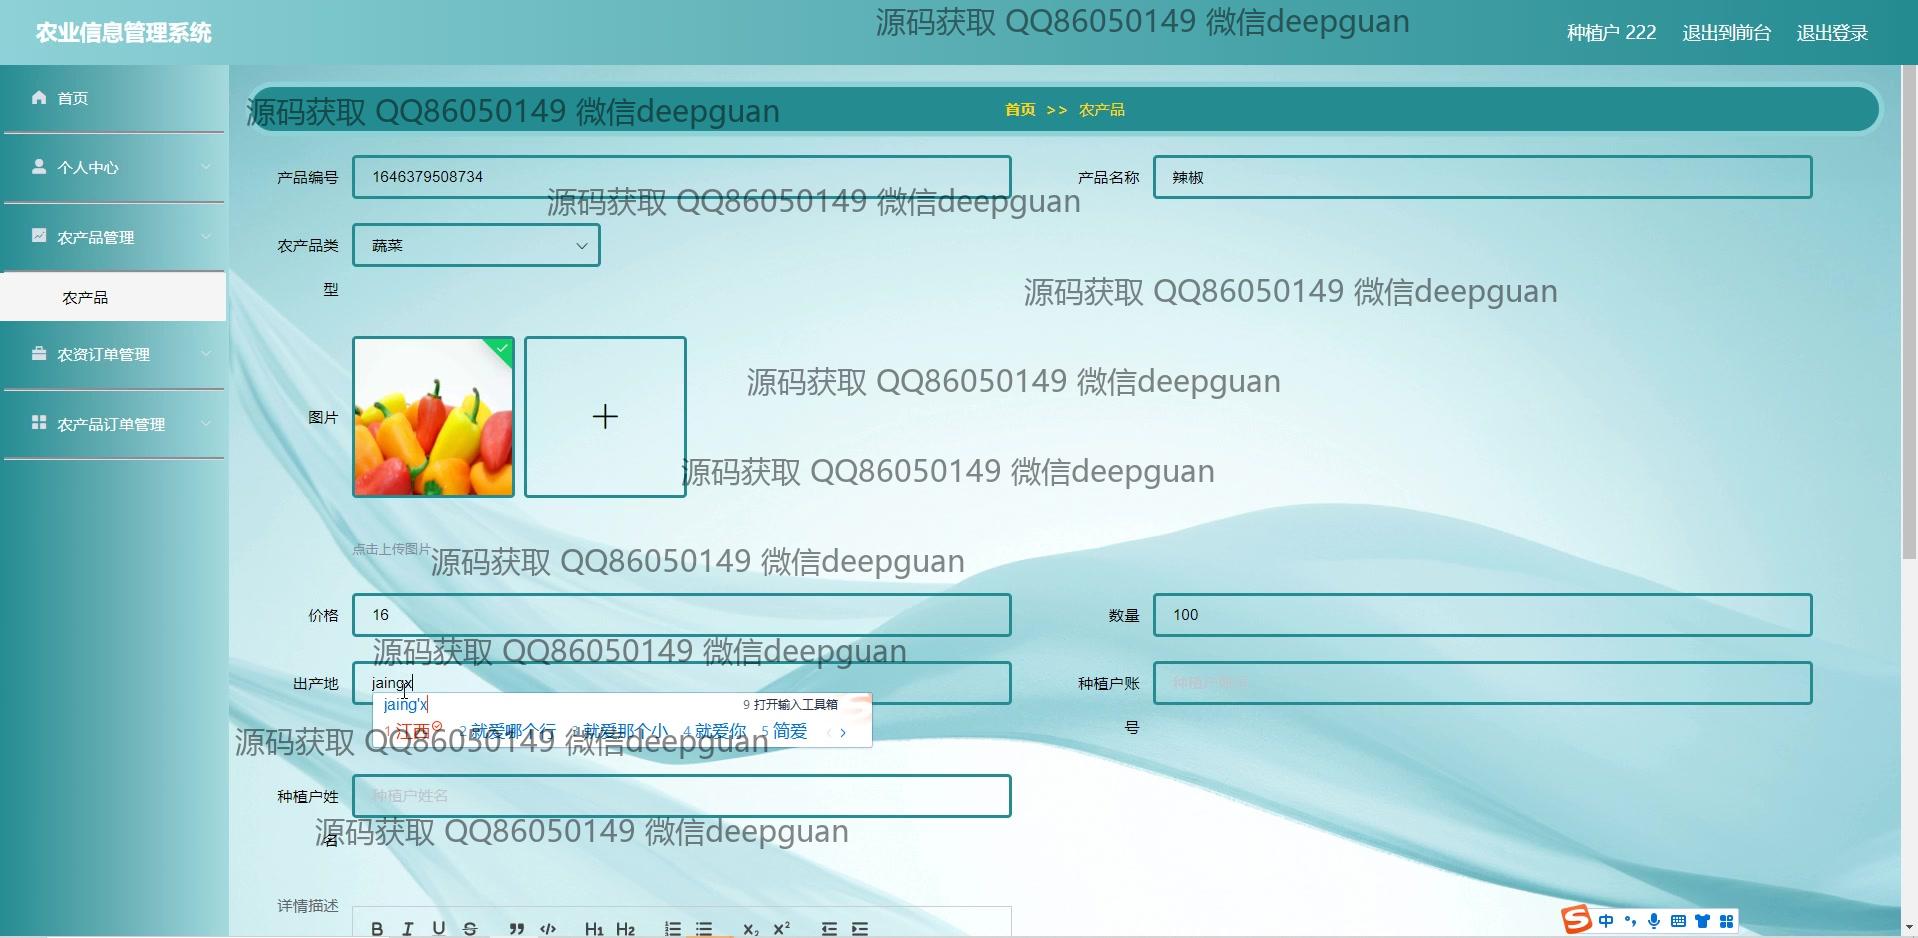 农业信息管理系统
源码获取 QQ86050149 微信deepguan
种植户 222
退出到前台
退出登录
首页
个人中心
农产品管理
农产品
农资订单管理
农产品订单管理
源码获取 QQ86050149 微信deepguan
首页 >> 农产品
产品编号
1646379508734
产品名称
辣椒
源码获取 QQ86050149 微信deepguan
农产品类
型
蔬菜
源码获取 QQ86050149 微信deepguan
图片
源码获取 QQ86050149 微信deepguan
源码获取 QQ86050149 微信deepguan
点击上传图片
源码获取 QQ86050149 微信deepguan
价格
16
数量
100
源码获取 QQ86050149 微信deepguan
出产地
jaingx
种植户账
号
种植户账号
jaing'x
9 打开输入工具箱
1 江西 2 就爱哪个行 3 就爱那个小 4 就爱你 5 简爱
源码获取 QQ86050149 微信deepguan
种植户姓
名
种植户姓名
源码获取 QQ86050149 微信deepguan
详情描述
B I U S ” </> H1 H2 X2 X²
中